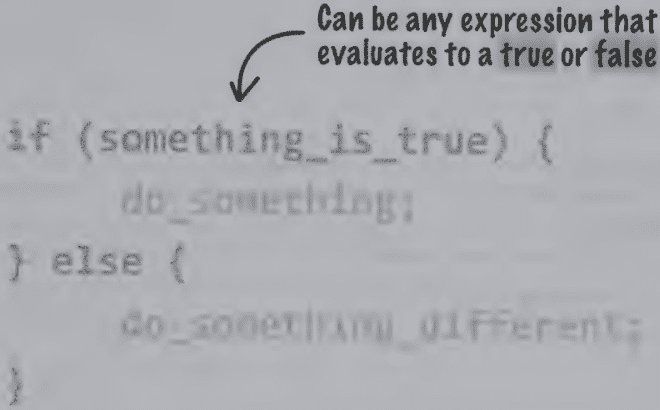 Can be any expression that
evaluates to a true or false
if (something_is_true) {
do_something;
} else {
do_something_different;
}